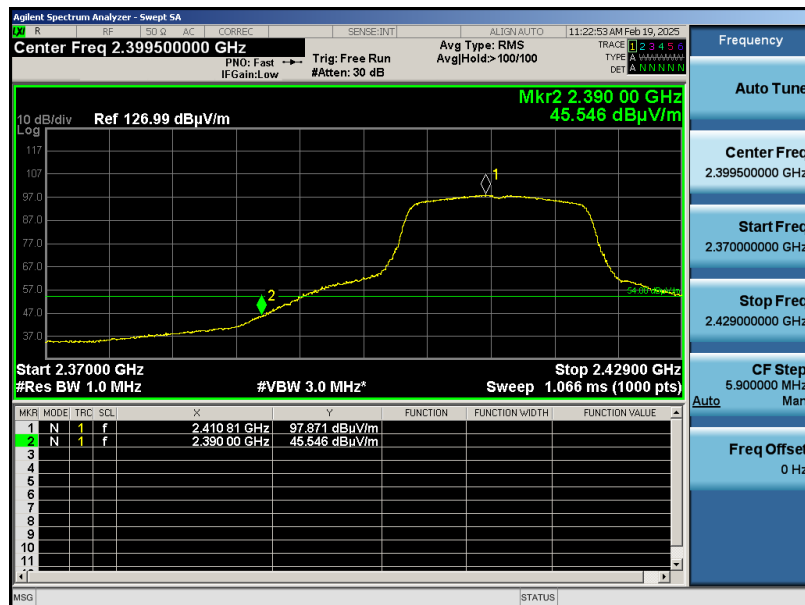 Agilent Spectrum Analyzer - Swept SA
LXI R RF 50 Ω AC CORREC SENSE:INT ALIGN AUTO 11:22:53 AM Feb 19, 2025
Center Freq 2.399500000 GHz
PNO: Fast
IFGain:Low
Trig: Free Run
#Atten: 30 dB
Avg Type: RMS
Avg|Hold:>100/100
TRACE 1 2 3 4 5 6
TYPE A WWWWW
DET A N N N N N
Mkr2 2.390 00 GHz
45.546 dBµV/m
10 dB/div Ref 126.99 dBµV/m
Log
117
107
97.0
87.0
77.0
67.0
57.0
47.0
37.0
1
2
54.00 dBµV/m
Start 2.37000 GHz Stop 2.42900 GHz
#Res BW 1.0 MHz #VBW 3.0 MHz* Sweep 1.066 ms (1000 pts)
MKR MODE TRC SCL X Y FUNCTION FUNCTION WIDTH FUNCTION VALUE
1 N 1 f 2.410 81 GHz 97.871 dBµV/m
2 N 1 f 2.390 00 GHz 45.546 dBµV/m
3
4
5
6
7
8
9
10
11
MSG STATUS
Frequency
Auto Tune
Center Freq
2.399500000 GHz
Start Freq
2.370000000 GHz
Stop Freq
2.429000000 GHz
CF Step
5.900000 MHz
Auto Man
Freq Offset
0 Hz